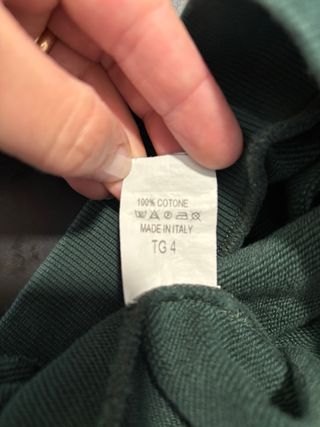 100% COTONE
MADE IN ITALY
TG 4